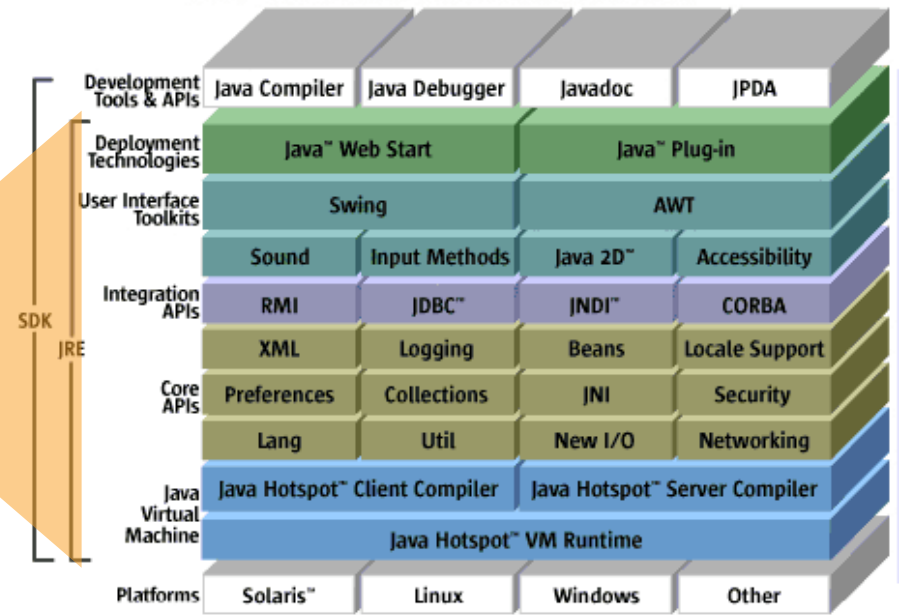 Development
Tools & APIs
Java Compiler
Java Debugger
Javadoc
JPDA
Deployment
Technologies
Java™ Web Start
Java™ Plug-in
User Interface
Toolkits
Swing
AWT
Sound
Input Methods
Java 2D™
Accessibility
Integration
APIs
RMI
JDBC™
JNDI™
CORBA
SDK
JRE
XML
Logging
Beans
Locale Support
Core
APIs
Preferences
Collections
JNI
Security
Lang
Util
New I/O
Networking
Java
Virtual
Machine
Java Hotspot™ Client Compiler
Java Hotspot™ Server Compiler
Java Hotspot™ VM Runtime
Platforms
Solaris™
Linux
Windows
Other